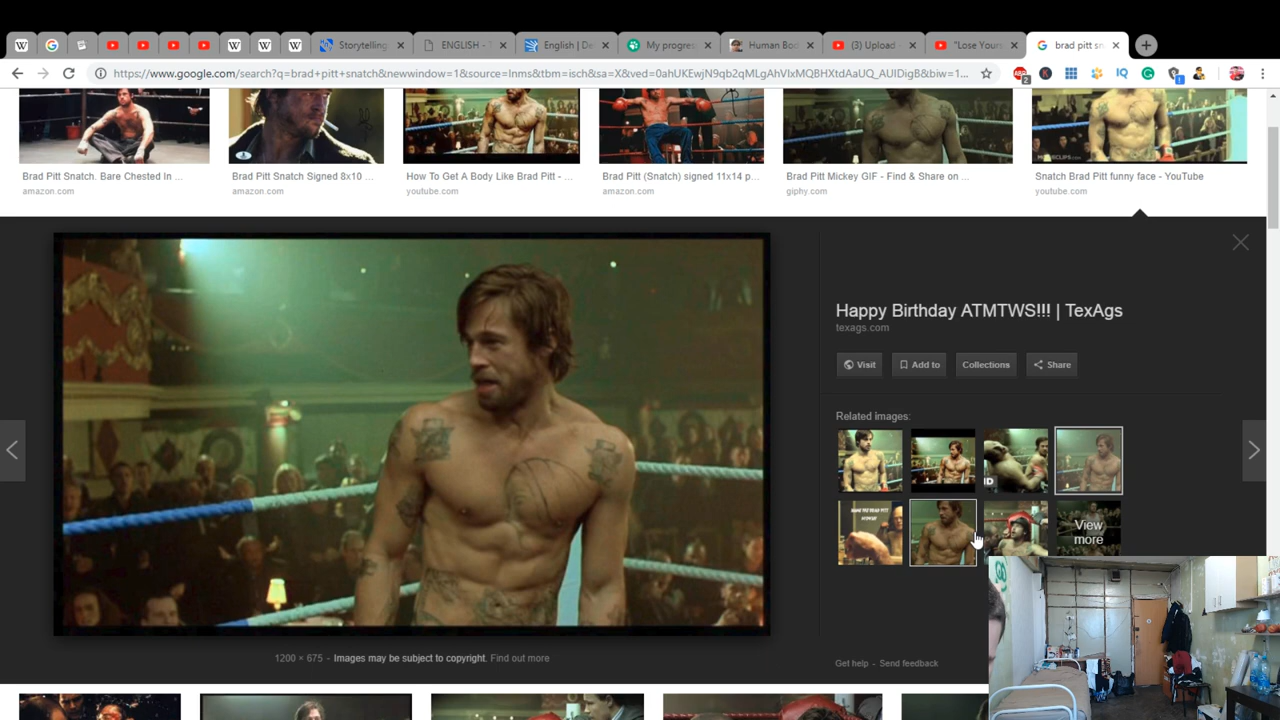 Storytelling
ENGLISH - T
English | De
My progres
Human Bod
(3) Upload -
"Lose Yours
brad pitt sn
https://www.google.com/search?q=brad+pitt+snatch&newwindow=1&source=lnms&tbm=isch&sa=X&ved=0ahUKEwjN9qb2qMLgAhVIxMQBHXtdAaUQ_AUIDigB&biw=1...
Brad Pitt Snatch. Bare Chested In ...
amazon.com
Brad Pitt Snatch Signed 8x10 ...
amazon.com
How To Get A Body Like Brad Pitt - ...
youtube.com
Brad Pitt (Snatch) signed 11x14 p...
amazon.com
Brad Pitt Mickey GIF - Find & Share on ...
giphy.com
Snatch Brad Pitt funny face - YouTube
youtube.com
Happy Birthday ATMTWS!!! | TexAgs
texags.com
Visit
Add to
Collections
Share
Related images:
View
more
1200 × 675 - Images may be subject to copyright. Find out more
Get help - Send feedback